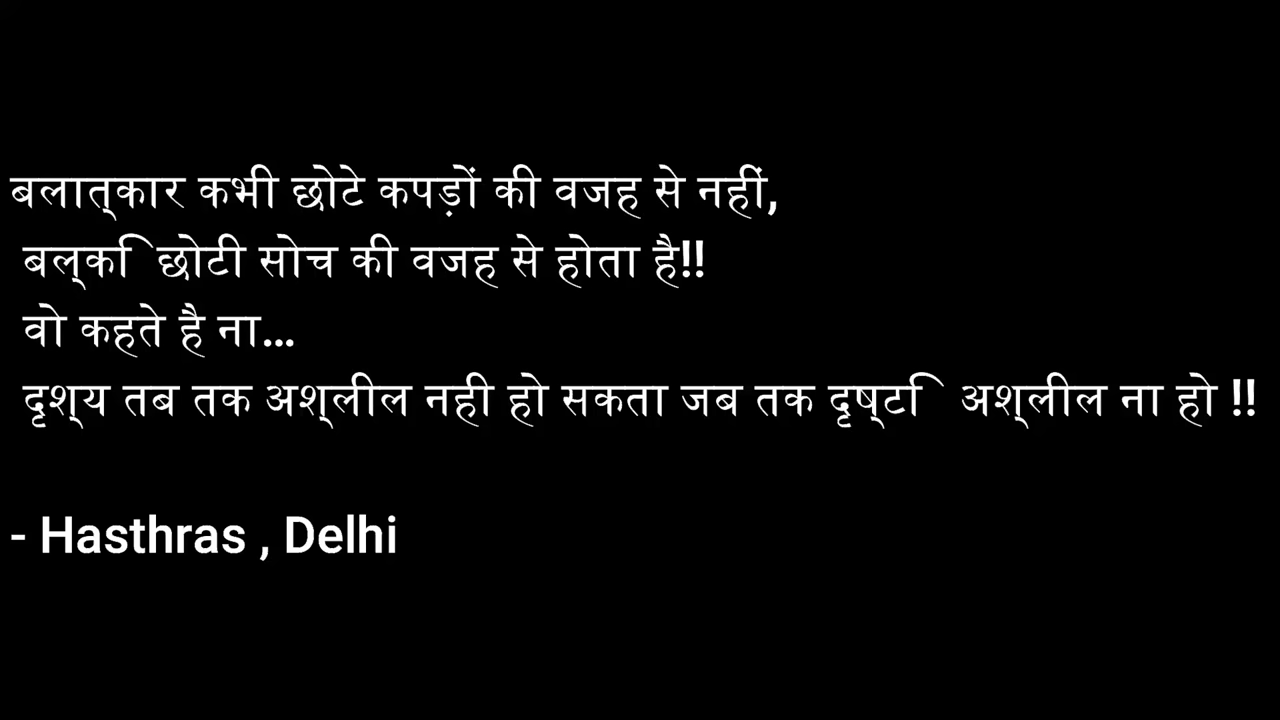 बलात्कार कभी छोटे कपड़ों की वजह से नहीं,
बल्कि छोटी सोच की वजह से होता है!!
वो कहते है ना...
दृश्य तब तक अश्लील नही हो सकता जब तक दृष्टि अश्लील ना हो !!
- Hasthras , Delhi